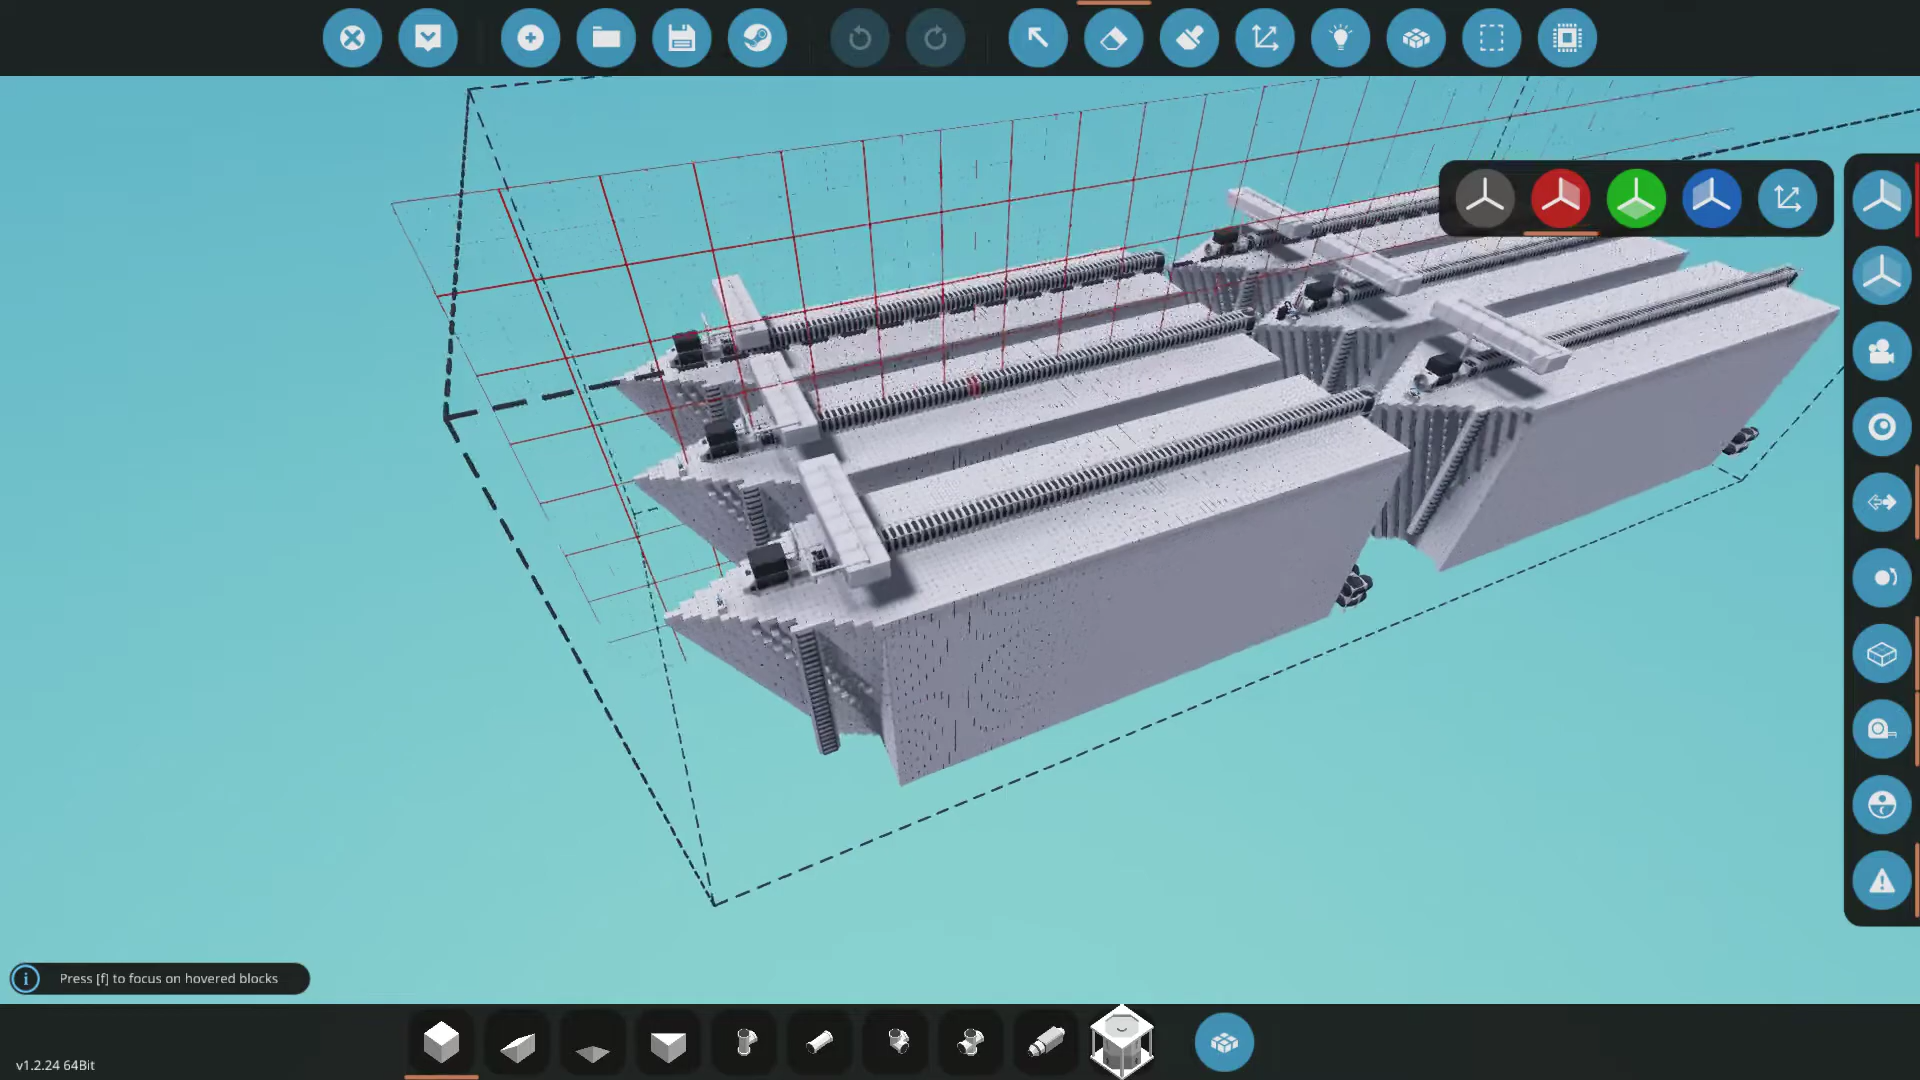 Press [f] to focus on hovered blocks
v1.2.24 64Bit